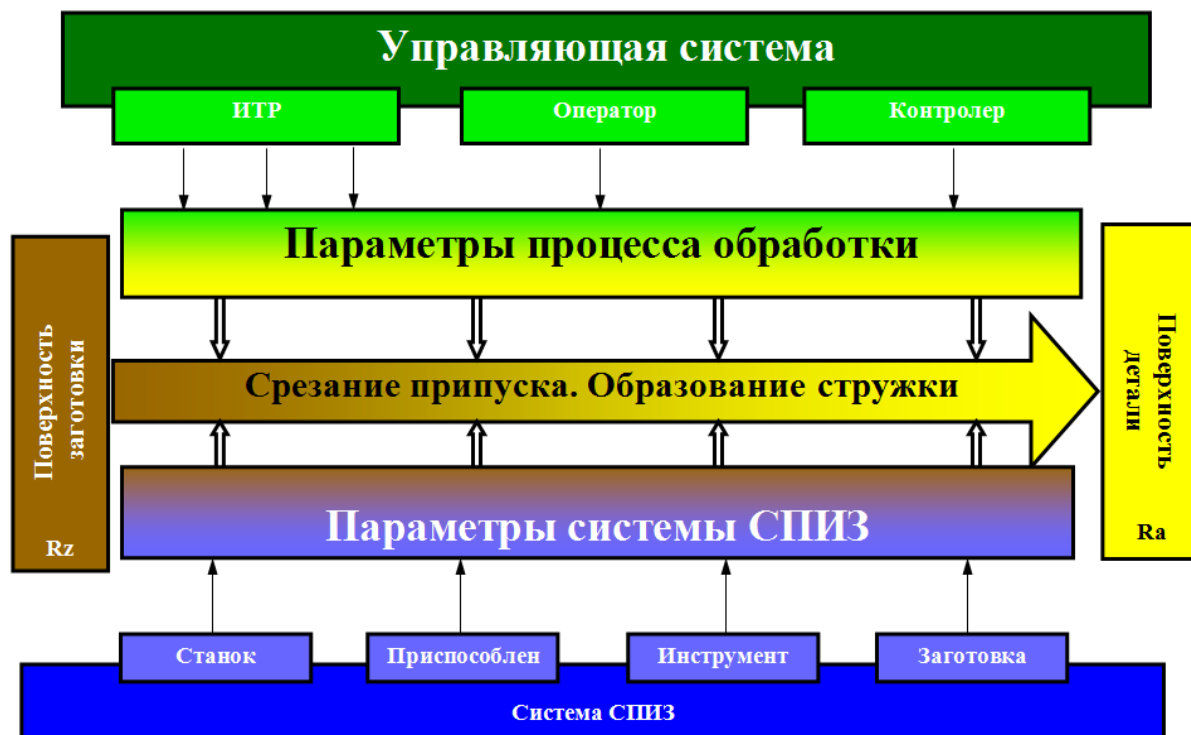 Управляющая система
ИТР
Оператор
Контролер
Параметры процесса обработки
Поверхность
заготовки
Rz
Срезание припуска. Образование стружки
Поверхность
детали
Ra
Параметры системы СПИЗ
Станок
Приспособлен
Инструмент
Заготовка
Система СПИЗ